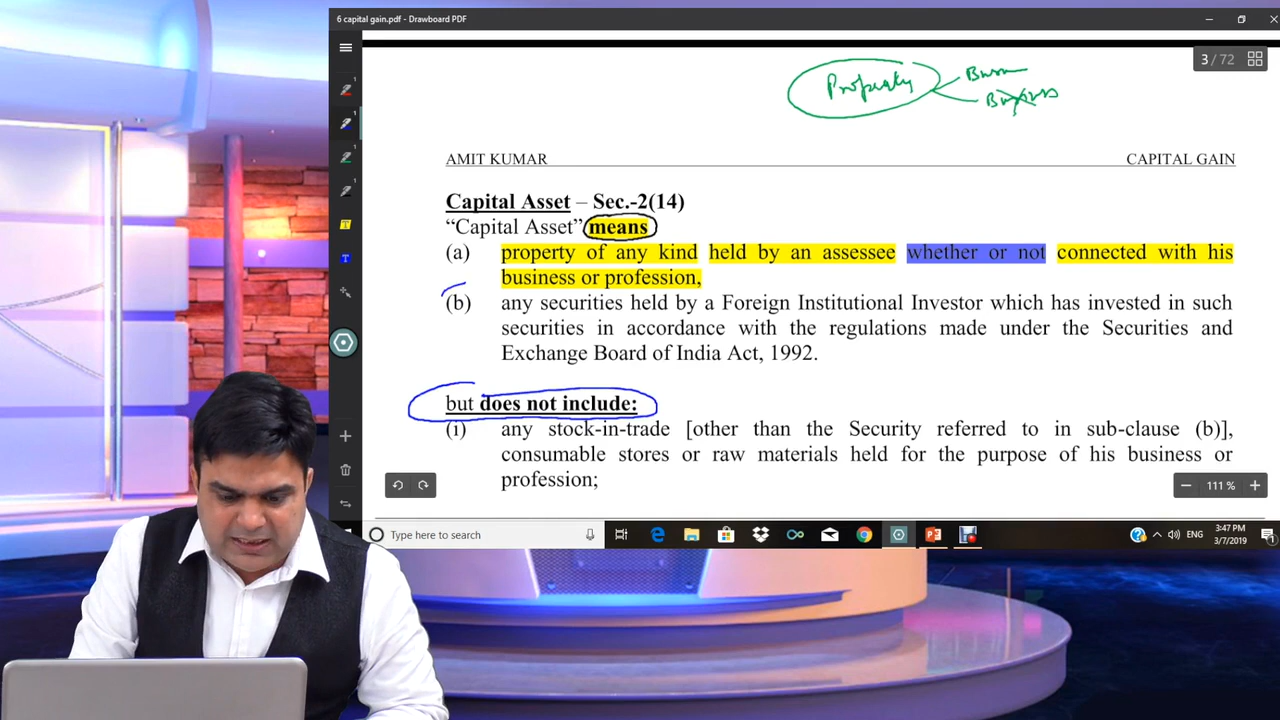 6 capital gain.pdf - Drawboard PDF
3 / 72
Property
AMIT KUMAR CAPITAL GAIN
Capital Asset – Sec.-2(14)
“Capital Asset” means
(a) property of any kind held by an assessee whether or not connected with his
business or profession,
(b) any securities held by a Foreign Institutional Investor which has invested in such
securities in accordance with the regulations made under the Securities and
Exchange Board of India Act, 1992.
but does not include:
(i) any stock-in-trade [other than the Security referred to in sub-clause (b)],
consumable stores or raw materials held for the purpose of his business or
profession;
111 %
Type here to search
ENG
3:47 PM
3/7/2019